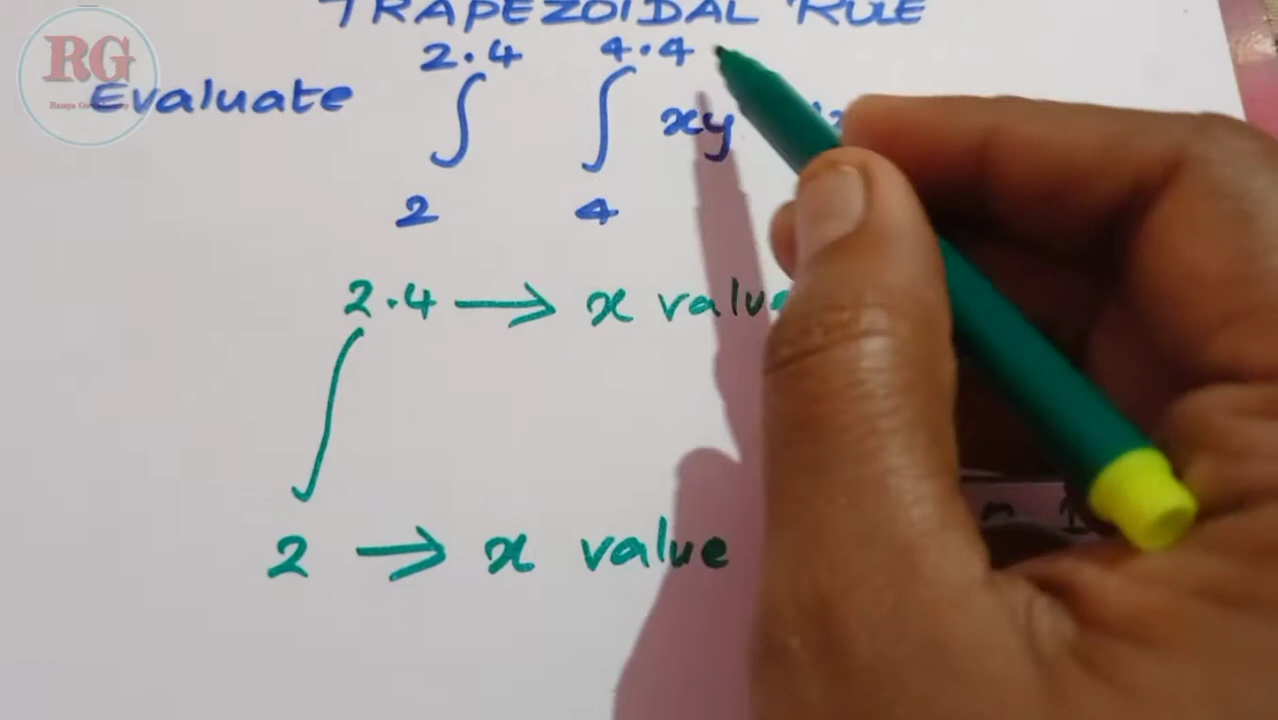 TRAPEZOIDAL RULE
RG
Evaluate ∫ 2.4 2 ∫ 4.4 4 xy
2.4 → x value
∫
2 → x value